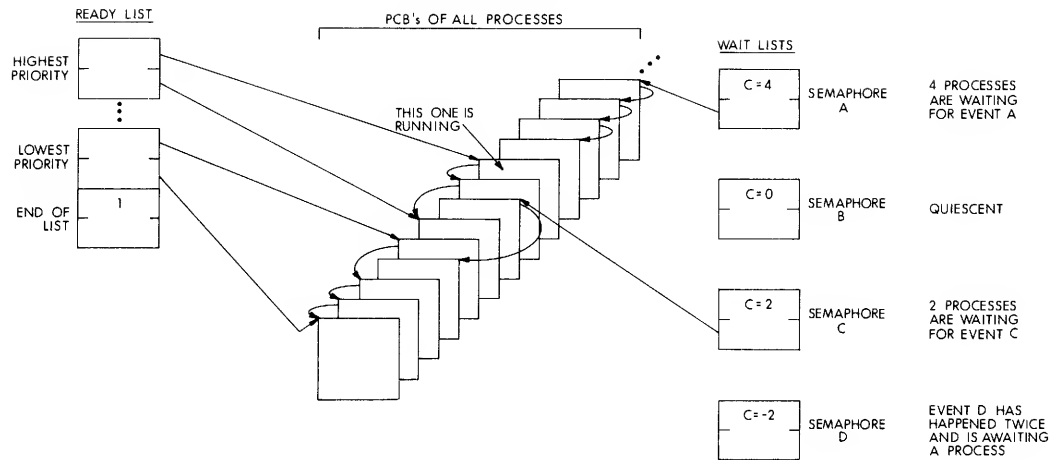 READY LIST
PCB's OF ALL PROCESSES
WAIT LISTS
HIGHEST
PRIORITY
LOWEST
PRIORITY
END OF
LIST
1
THIS ONE IS
RUNNING
C=4
SEMAPHORE
A
4 PROCESSES
ARE WAITING
FOR EVENT A
C=0
SEMAPHORE
B
QUIESCENT
C=2
SEMAPHORE
C
2 PROCESSES
ARE WAITING
FOR EVENT C
C=-2
SEMAPHORE
D
EVENT D HAS
HAPPENED TWICE
AND IS AWAITING
A PROCESS